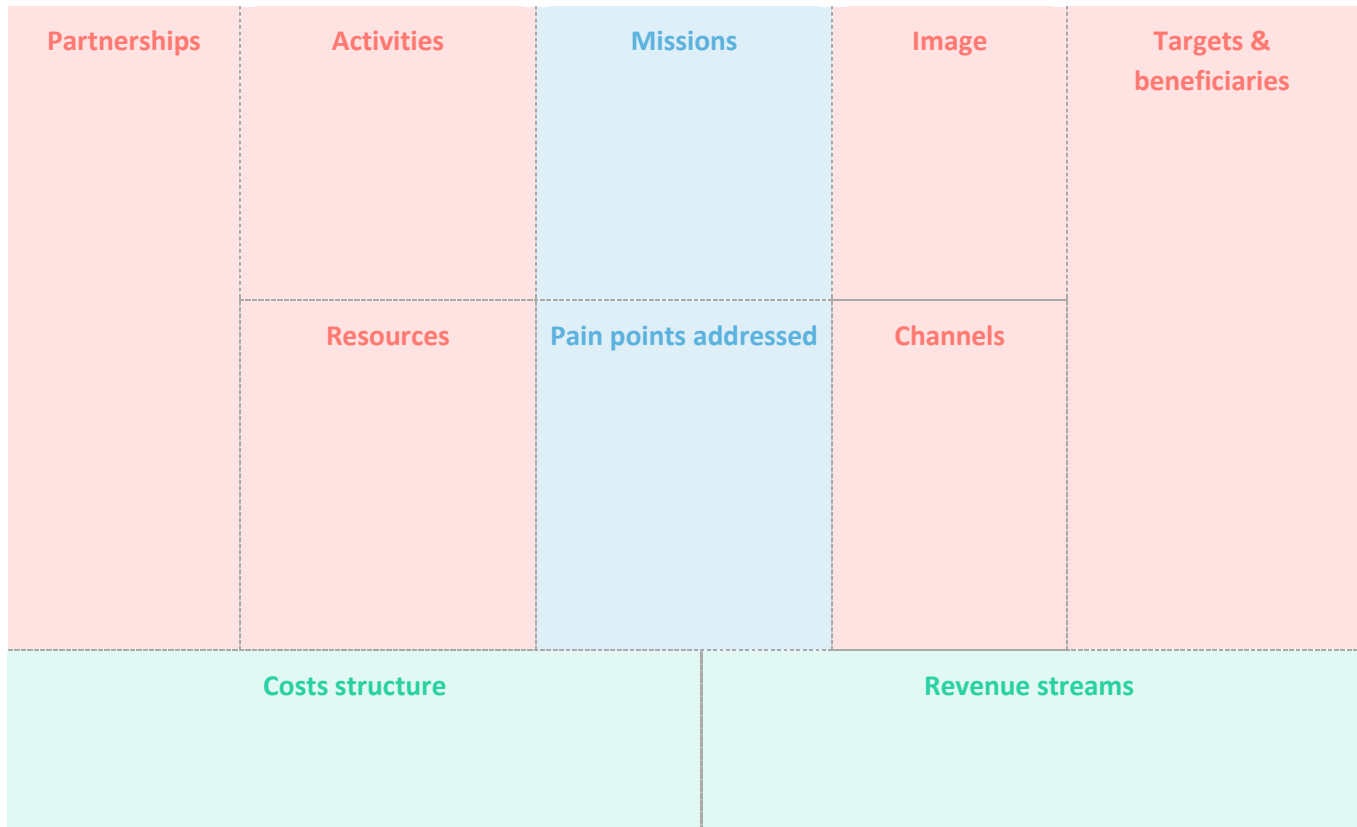 Partnerships
Activities
Missions
Image
Targets &
beneficiaries
Resources
Pain points addressed
Channels
Costs structure
Revenue streams